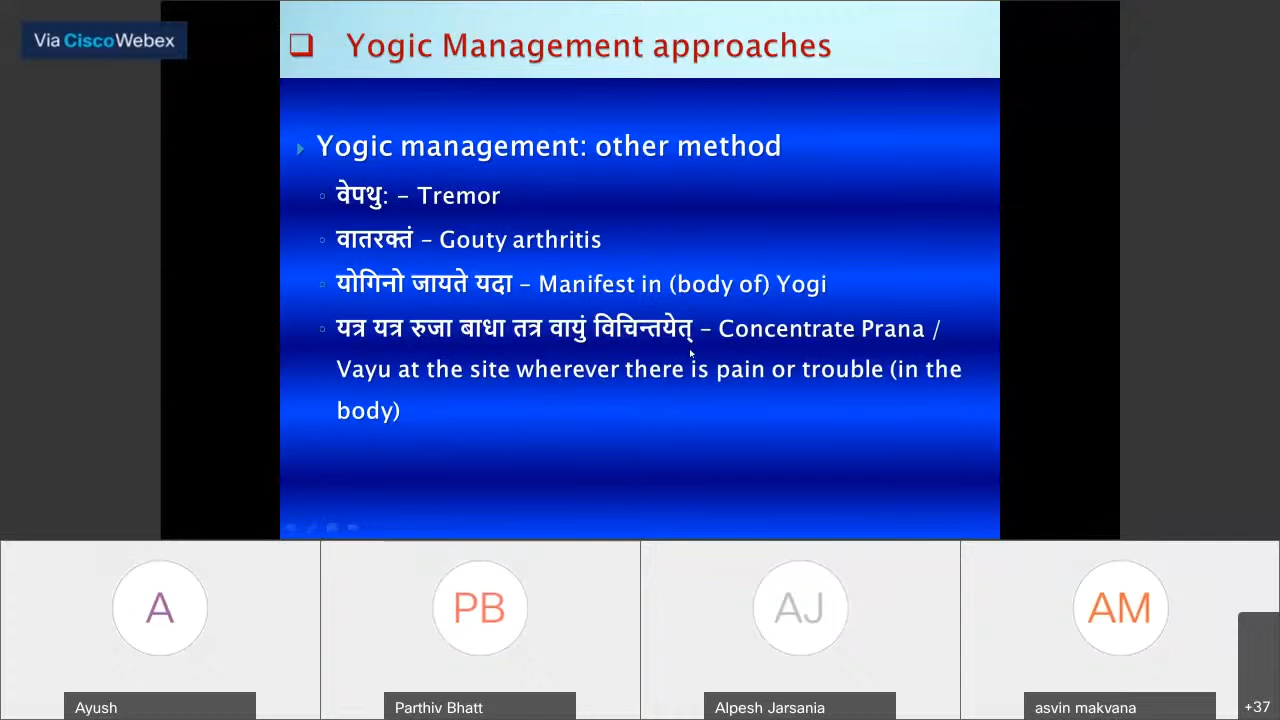 Via CiscoWebex
Yogic Management approaches
Yogic management: other method
वेपथु: – Tremor
वातरक्तं – Gouty arthritis
योगिनो जायते यदा – Manifest in (body of) Yogi
यत्र यत्र रुजा बाधा तत्र वायुं विचिन्तयेत् – Concentrate Prana /
Vayu at the site wherever there is pain or trouble (in the
body)
A
PB
AJ
AM
Ayush
Parthiv Bhatt
Alpesh Jarsania
asvin makvana
+37